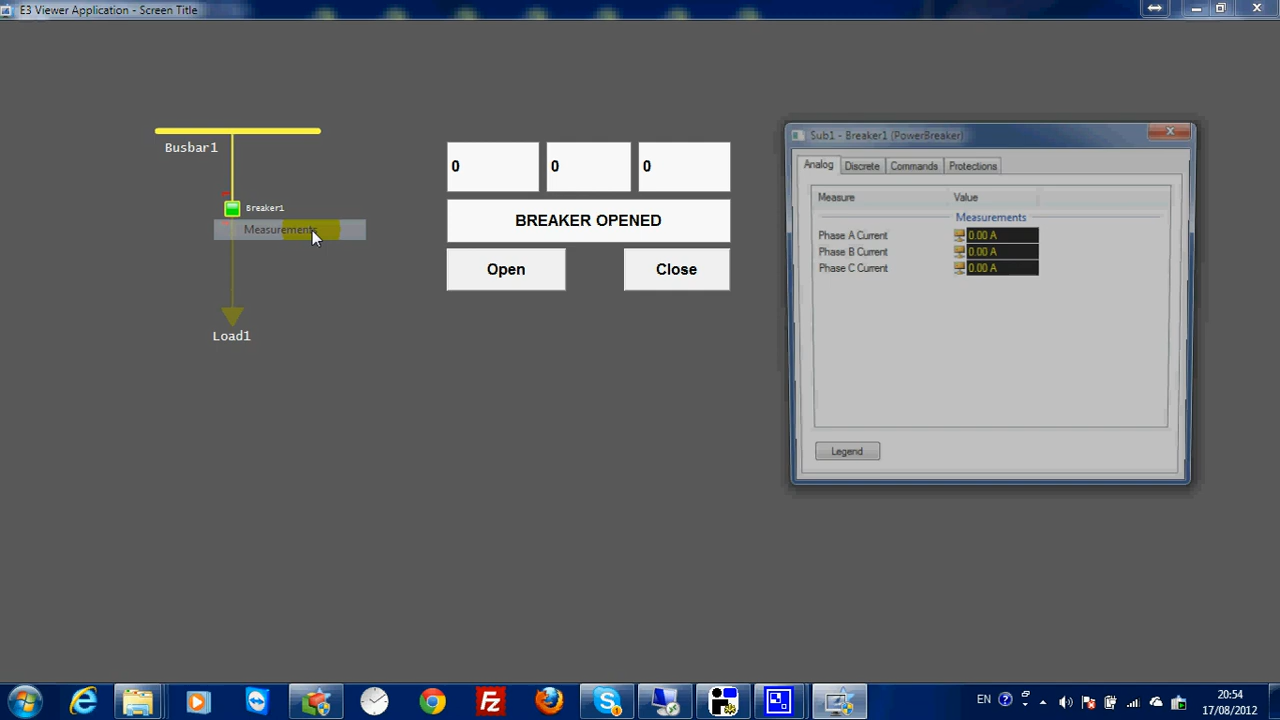 E3 Viewer Application - Screen Title
Busbar1
Breaker1
Measurements
Load1
0 0 0
BREAKER OPENED
Open Close
Sub1 - Breaker1 (PowerBreaker)
Analog Discrete Commands Protections
Measure Value
Measurements
Phase A Current 0.00 A
Phase B Current 0.00 A
Phase C Current 0.00 A
Legend
EN
20:54
17/08/2012